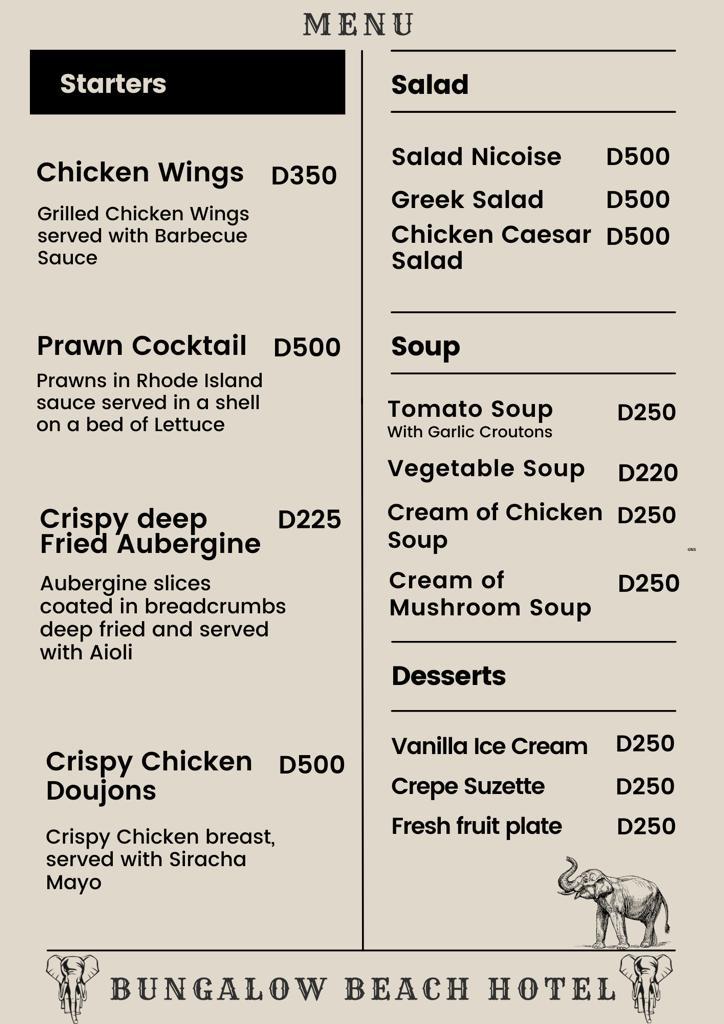 MENU
Starters
Chicken Wings D350
Grilled Chicken Wings
served with Barbecue
Sauce
Prawn Cocktail D500
Prawns in Rhode Island
sauce served in a shell
on a bed of Lettuce
Crispy deep D225
Fried Aubergine
Aubergine slices
coated in breadcrumbs
deep fried and served
with Aioli
Crispy Chicken D500
Doujons
Crispy Chicken breast,
served with Siracha
Mayo
Salad
Salad Nicoise D500
Greek Salad D500
Chicken Caesar D500
Salad
Soup
Tomato Soup D250
With Garlic Croutons
Vegetable Soup D220
Cream of Chicken D250
Soup
Cream of D250
Mushroom Soup
Desserts
Vanilla Ice Cream D250
Crepe Suzette D250
Fresh fruit plate D250
BUNGALOW BEACH HOTEL